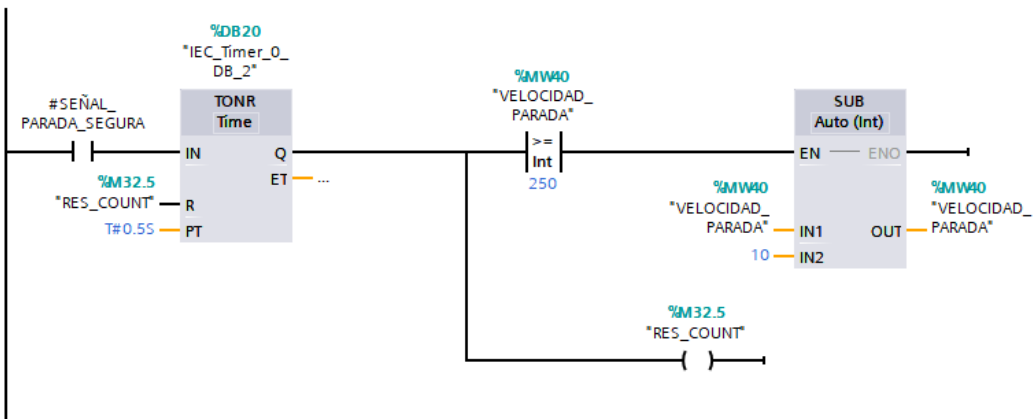 %DB20
"IEC_Timer_0_
DB_2"
#SEÑAL_
PARADA_SEGURA
TONR
Time
IN
Q
ET
...
%M32.5
"RES_COUNT"
R
T#0.5S
PT
%MW40
"VELOCIDAD_
PARADA"
>=
Int
250
SUB
Auto (Int)
EN
ENO
%MW40
"VELOCIDAD_
PARADA"
IN1
10
IN2
OUT
%MW40
"VELOCIDAD_
PARADA"
%M32.5
"RES_COUNT"